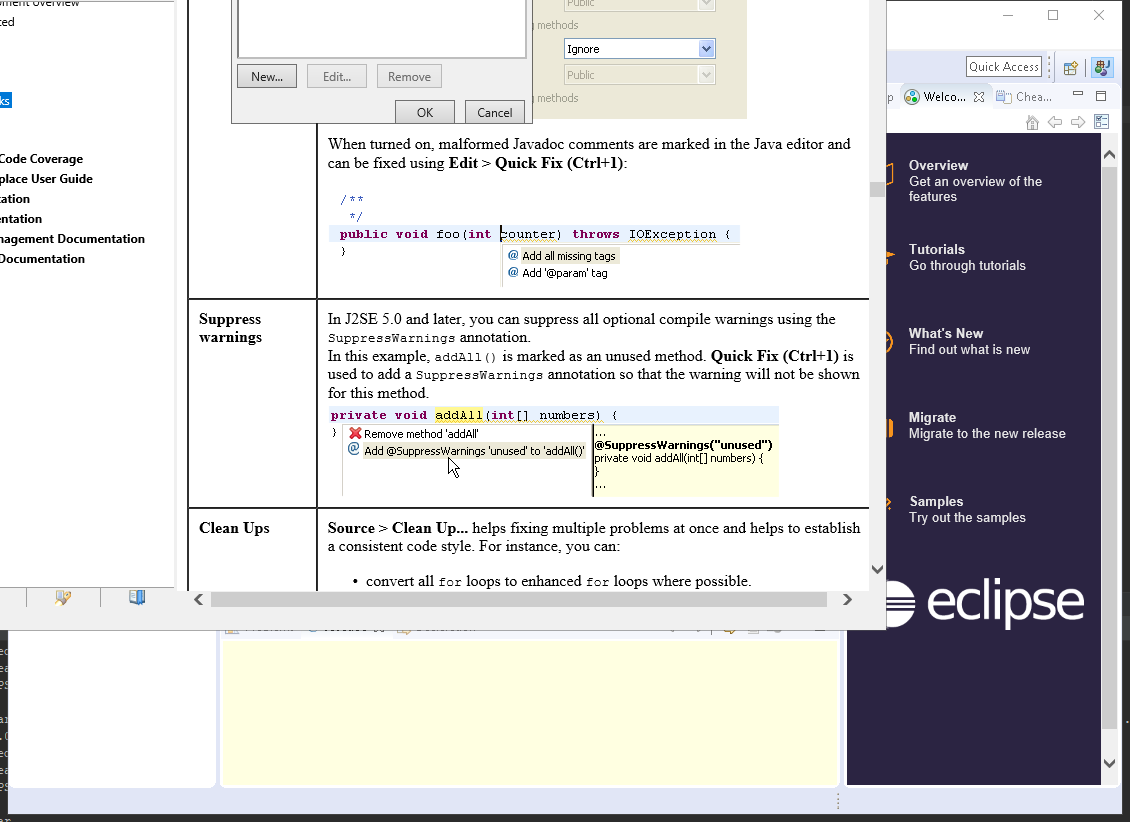 ment overview
ted
ks
Code Coverage
place User Guide
tation
entation
nagement Documentation
Documentation
Public
g methods
Ignore
Public
g methods
New...
Edit...
Remove
OK
Cancel
When turned on, malformed Javadoc comments are marked in the Java editor and
can be fixed using Edit > Quick Fix (Ctrl+1):
/**
*/
public void foo(int counter) throws IOException {
}
@ Add all missing tags
@ Add '@param' tag
Suppress
warnings
In J2SE 5.0 and later, you can suppress all optional compile warnings using the
SuppressWarnings annotation.
In this example, addAll() is marked as an unused method. Quick Fix (Ctrl+1) is
used to add a SuppressWarnings annotation so that the warning will not be shown
for this method.
private void addAll(int[] numbers) {
}
Remove method 'addAll'
@ Add @SuppressWarnings 'unused' to 'addAll()'
...
@SuppressWarnings("unused")
private void addAll(int[] numbers) {
}
...
Clean Ups
Source > Clean Up... helps fixing multiple problems at once and helps to establish
a consistent code style. For instance, you can:
• convert all for loops to enhanced for loops where possible.
Quick Access
p
Welco...
Chea...
Overview
Get an overview of the
features
Tutorials
Go through tutorials
What's New
Find out what is new
Migrate
Migrate to the new release
Samples
Try out the samples
eclipse